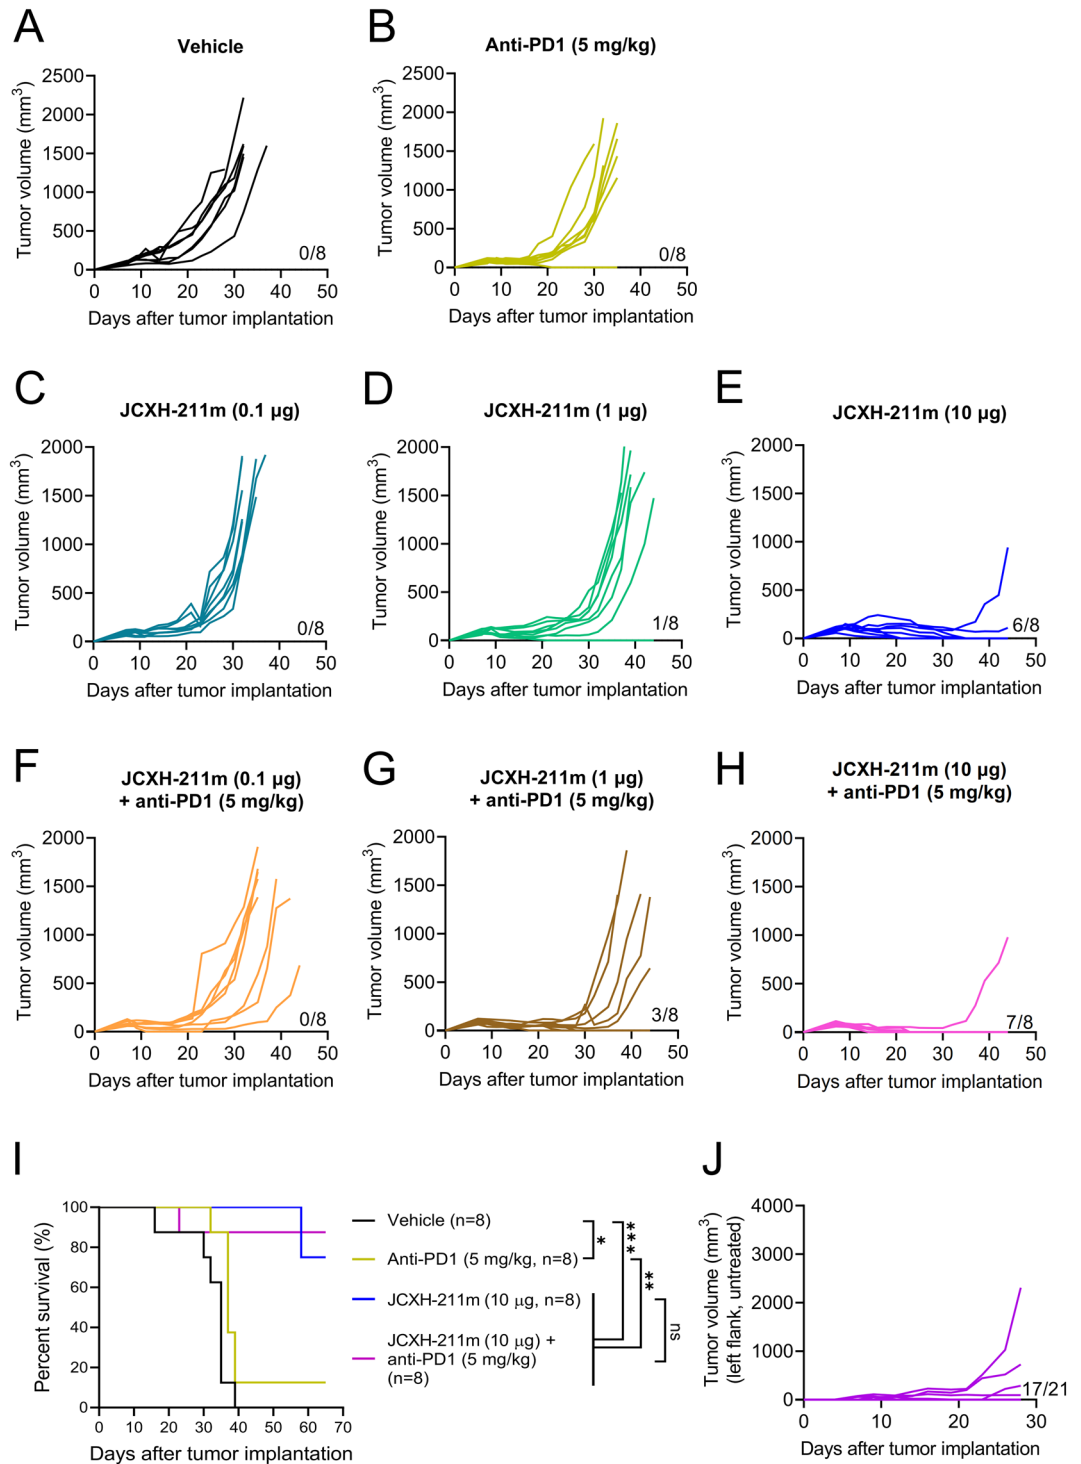 A
Vehicle
Tumor volume (mm³)
2500
2000
1500
1000
500
0
0 10 20 30 40 50
0/8
Days after tumor implantation
B
Anti-PD1 (5 mg/kg)
Tumor volume (mm³)
2500
2000
1500
1000
500
0
0 10 20 30 40 50
0/8
Days after tumor implantation
C
JCXH-211m (0.1 µg)
Tumor volume (mm³)
2000
1500
1000
500
0
0 10 20 30 40 50
0/8
Days after tumor implantation
D
JCXH-211m (1 µg)
Tumor volume (mm³)
2000
1500
1000
500
0
0 10 20 30 40 50
1/8
Days after tumor implantation
E
JCXH-211m (10 µg)
Tumor volume (mm³)
2000
1500
1000
500
0
0 10 20 30 40 50
6/8
Days after tumor implantation
F
JCXH-211m (0.1 µg)
+ anti-PD1 (5 mg/kg)
Tumor volume (mm³)
2000
1500
1000
500
0
0 10 20 30 40 50
0/8
Days after tumor implantation
G
JCXH-211m (1 µg)
+ anti-PD1 (5 mg/kg)
Tumor volume (mm³)
2000
1500
1000
500
0
0 10 20 30 40 50
3/8
Days after tumor implantation
H
JCXH-211m (10 µg)
+ anti-PD1 (5 mg/kg)
Tumor volume (mm³)
2000
1500
1000
500
0
0 10 20 30 40 50
7/8
Days after tumor implantation
I
Percent survival (%)
100
80
60
40
20
0
0 10 20 30 40 50 60 70
Days after tumor implantation
Vehicle (n=8)
Anti-PD1 (5 mg/kg, n=8)
JCXH-211m (10 µg, n=8)
JCXH-211m (10 µg) +
anti-PD1 (5 mg/kg)
(n=8)
*
***
**
ns
J
Tumor volume (mm³)
(left flank, untreated)
4000
3000
2000
1000
0
0 10 20 30
17/21
Days after tumor implantation